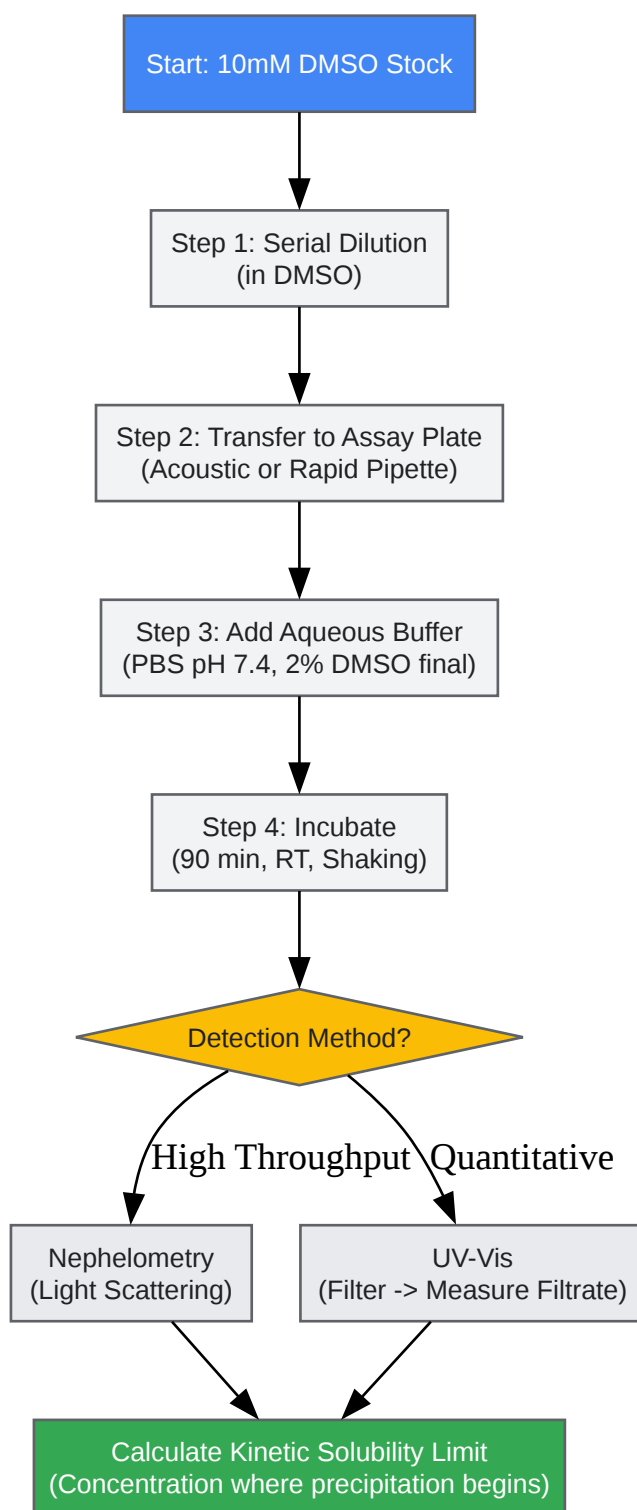 Start: 10mM DMSO Stock
Step 1: Serial Dilution
(in DMSO)
Step 2: Transfer to Assay Plate
(Acoustic or Rapid Pipette)
Step 3: Add Aqueous Buffer
(PBS pH 7.4, 2% DMSO final)
Step 4: Incubate
(90 min, RT, Shaking)
Detection Method?
High Throughput
Quantitative
Nephelometry
(Light Scattering)
UV-Vis
(Filter -> Measure Filtrate)
Calculate Kinetic Solubility Limit
(Concentration where precipitation begins)